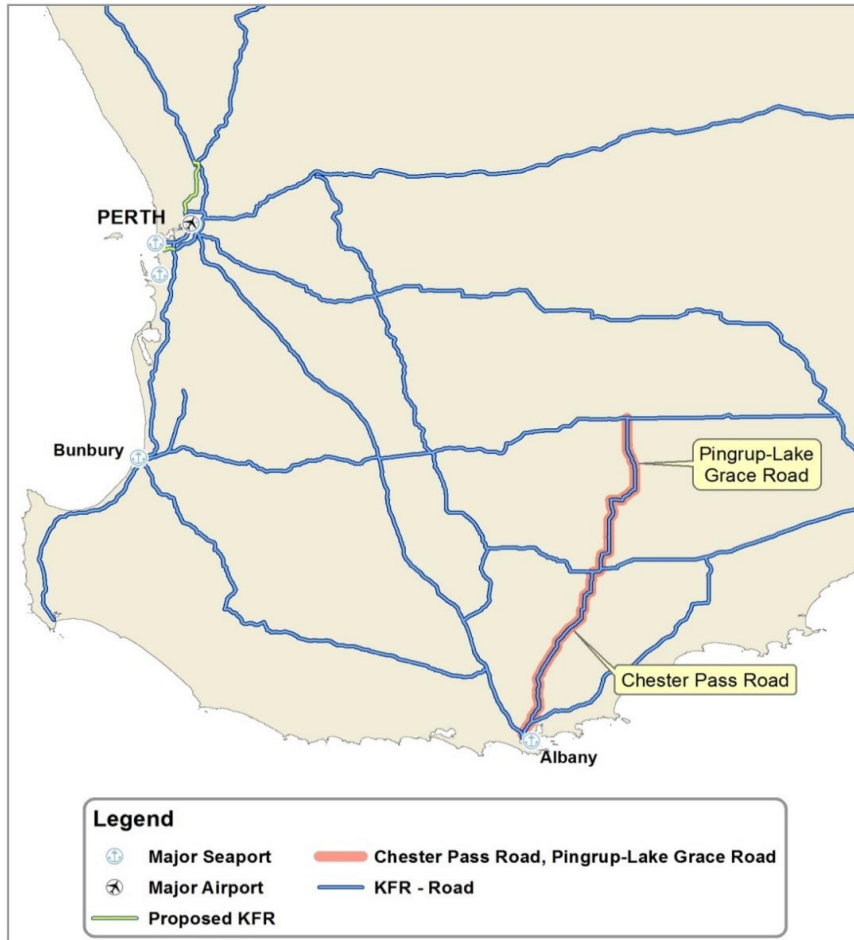 PERTH
Bunbury
Pingrup-Lake
Grace Road
Chester Pass Road
Albany
Legend
Major Seaport
Chester Pass Road, Pingrup-Lake Grace Road
Major Airport
KFR - Road
Proposed KFR